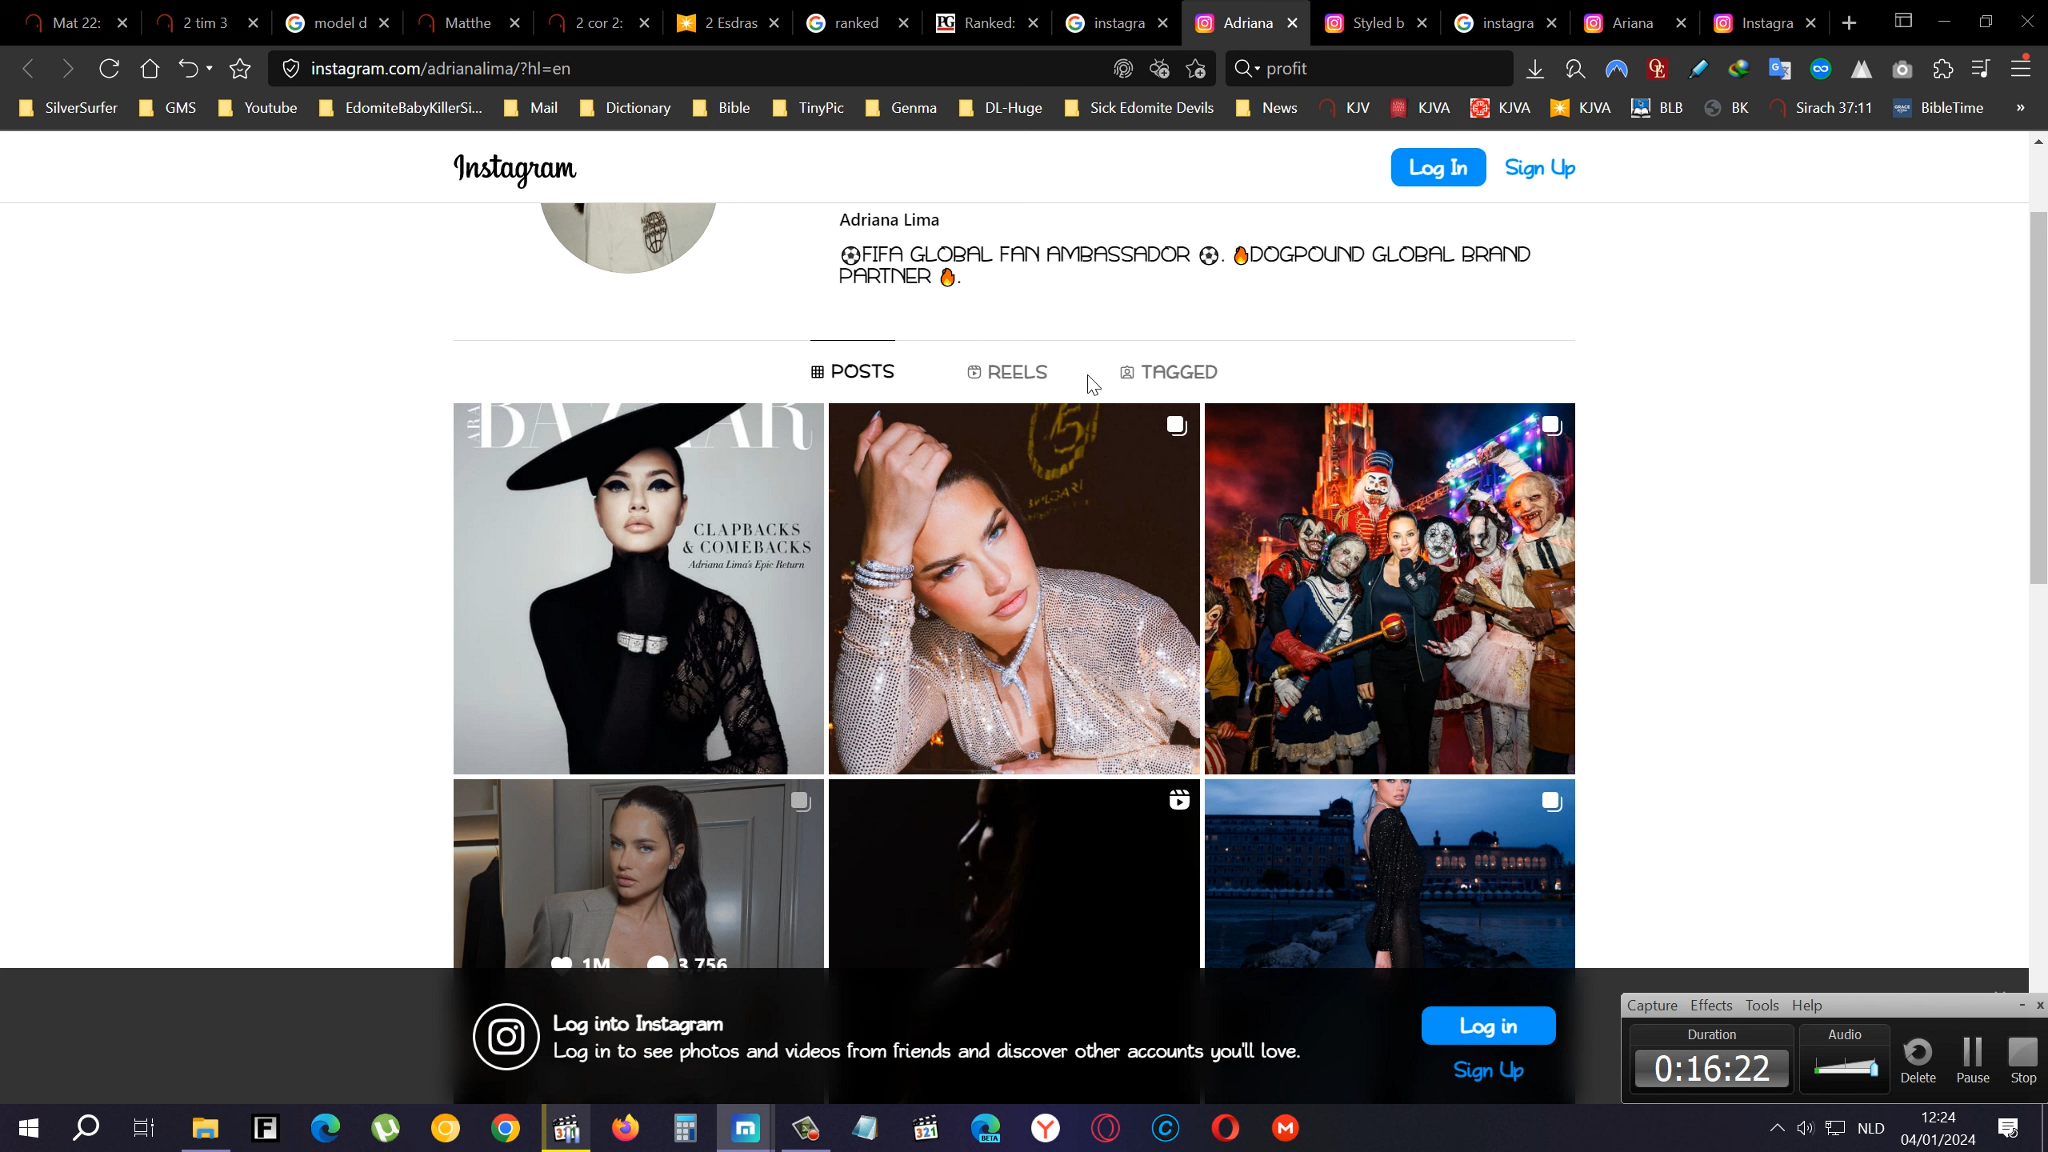 Mat 22:
2 tim 3
model d
Matthe
2 cor 2:
2 Esdras
ranked
Ranked:
instagra
Adriana
Styled b
instagra
Ariana
Instagra
instagram.com/adrianalima/?hl=en
profit
SilverSurfer
GMS
Youtube
EdomiteBabyKillerSi...
Mail
Dictionary
Bible
TinyPic
Genma
DL-Huge
Sick Edomite Devils
News
KJV
KJVA
KJVA
KJVA
BLB
BK
Sirach 37:11
BibleTime
»
Instagram
Log In
Sign Up
Adriana Lima
⚽FIFA GLOBAL FAN AMBASSADOR ⚽. 🔥DOGPOUND GLOBAL BRAND
PARTNER 🔥.
POSTS
REELS
TAGGED
BAZAAR
ARA
CLAPBACKS
& COMEBACKS
Adriana Lima's Epic Return
BVLGARI
1M
3,756
Log into Instagram
Log in to see photos and videos from friends and discover other accounts you'll love.
Log in
Sign Up
Capture Effects Tools Help
Duration
Audio
0:16:22
Delete
Pause
Stop
321
BETA
NLD
12:24
04/01/2024